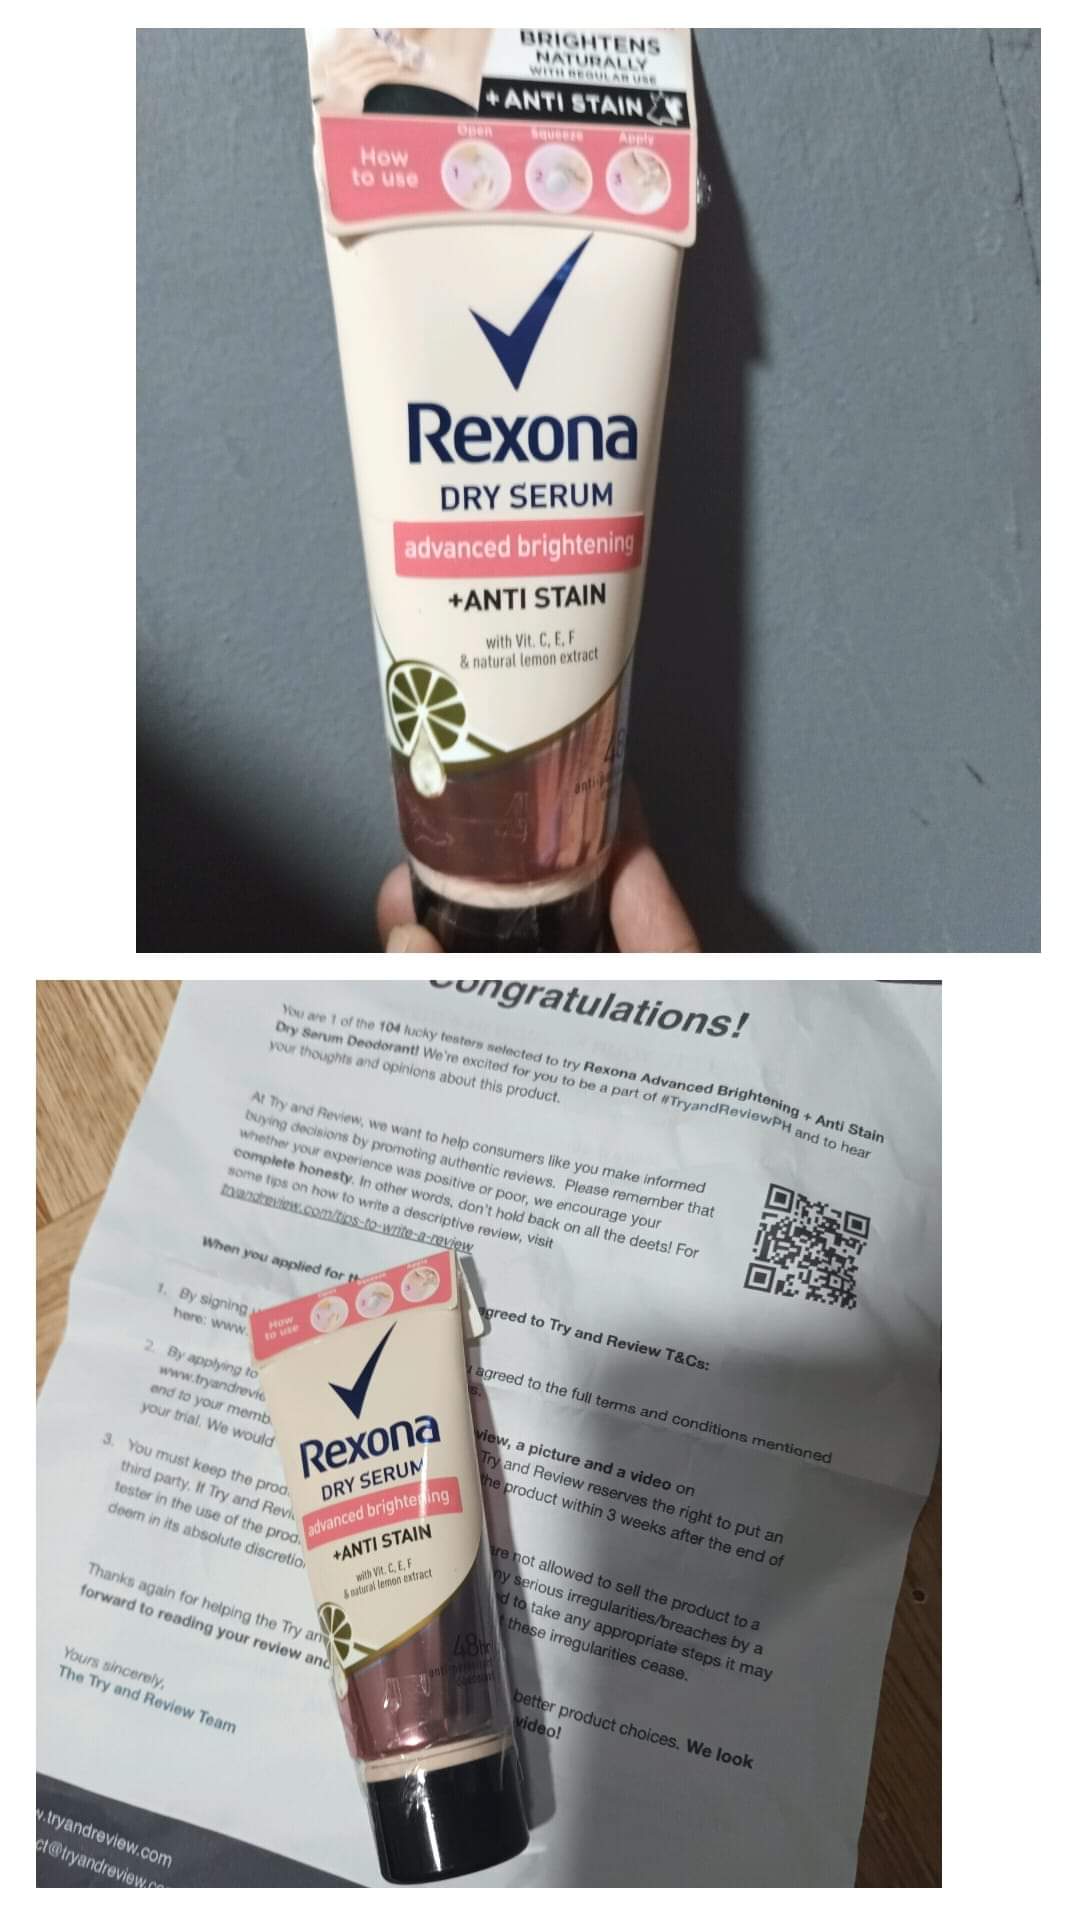 BRIGHTENS
NATURALLY
WITH REGULAR USE
+ ANTI STAIN
How
to use
Open
Squeeze
Apply
1
2
3
Rexona
DRY SERUM
advanced brightening
+ANTI STAIN
with Vit. C, E, F
& natural lemon extract
48
anti-
Congratulations!
You are 1 of the 104 lucky testers selected to try Rexona Advanced Brightening + Anti Stain
Dry Serum Deodorant! We're excited for you to be a part of #TryandReviewPH and to hear
your thoughts and opinions about this product.
At Try and Review, we want to help consumers like you make informed
buying decisions by promoting authentic reviews. Please remember that
whether your experience was positive or poor, we encourage your
complete honesty. In other words, don't hold back on all the deets! For
some tips on how to write a descriptive review, visit
tryandreview.com/tips-to-write-a-review
When you applied for th agreed to Try and Review T&Cs:
1. By signing agreed to the full terms and conditions mentioned
here: www. s.
2. By applying to view, a picture and a video on
www.tryandrevie Try and Review reserves the right to put an
end to your memb the product within 3 weeks after the end of
your trial. We would
3. You must keep the prod are not allowed to sell the product to a
third party. If Try and Revi ny serious irregularities/breaches by a
tester in the use of the prod d to take any appropriate steps it may
deem in its absolute discretio these irregularities cease.
Thanks again for helping the Try an better product choices. We look
forward to reading your review and video!
Yours sincerely,
The Try and Review Team
How
to use
Rexona
DRY SERUM
advanced brightening
+ANTI STAIN
with Vit. C, E, F
& natural lemon extract
48hr
.tryandreview.com
ct@tryandreview.co